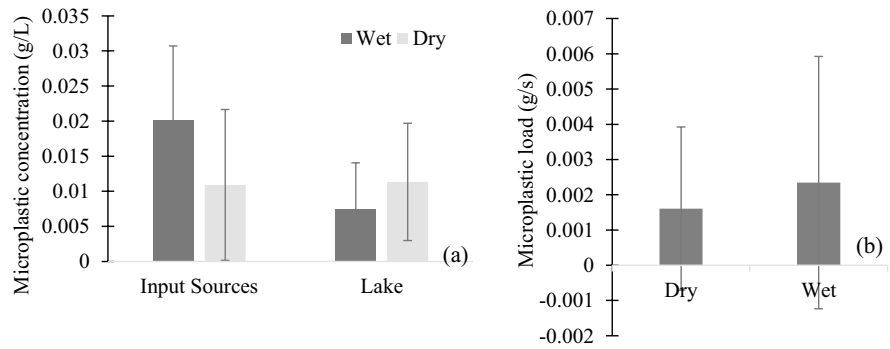 Microplastic concentration (g/L)
0.035
0.03
0.025
0.02
0.015
0.01
0.005
0
Wet Dry
Input Sources Lake
(a)
Microplastic load (g/s)
0.007
0.006
0.005
0.004
0.003
0.002
0.001
0
-0.001
-0.002
Dry Wet
(b)